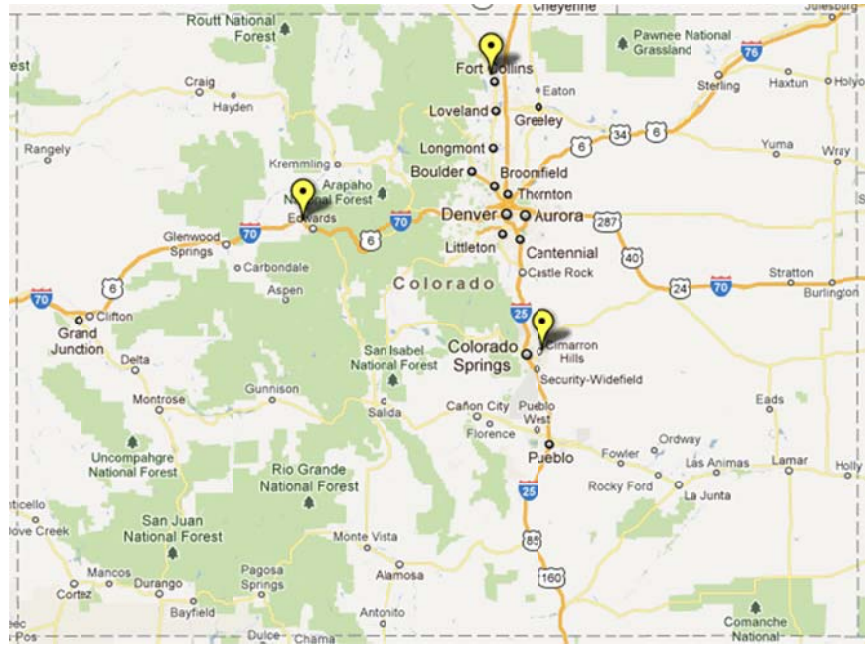 Cheyenne
Julesburg
Routt National
Forest
Pawnee National
Grassland
76
est
Fort Collins
Craig
Hayden
Eaton
Sterling
Haxtun
Holyo
Loveland
Greeley
34
6
6
Rangely
Longmont
Yuma
Wray
Kremmling
Boulder
Broomfield
Arapaho
National Forest
Thornton
Denver
Aurora
Edwards
70
70
287
Glenwood
Springs
6
Littleton
Centennial
40
Carbondale
Castle Rock
Aspen
Colorado
Stratton
24
70
Burlington
6
70
Clifton
25
Grand
Junction
Delta
San Isabel
National Forest
Colorado
Springs
Cimarron
Hills
Security-Widefield
Gunnison
Montrose
Salida
Cañon City
Florence
Pueblo
West
Eads
Uncompahgre
National Forest
Pueblo
Fowler
Ordway
Las Animas
Lamar
Holly
Rio Grande
National Forest
Rocky Ford
La Junta
25
nticello
ove Creek
San Juan
National Forest
Monte Vista
85
Alamosa
160
Cortez
Mancos
Durango
Pagosa
Springs
Bayfield
Antonito
Comanche
National
eec
Pos
Dulce
Chama